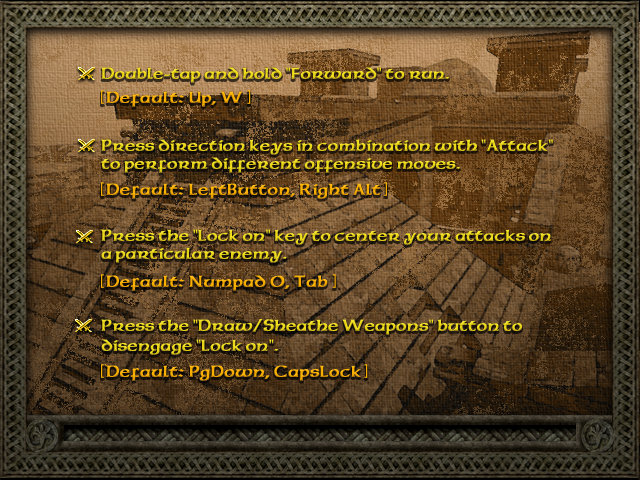 Double-tap and hold "Forward" to run.
[Default: Up, W ]
Press direction keys in combination with "Attack"
to perform different offensive moves.
[Default: LeftButton, Right Alt]
Press the "Lock on" key to center your attacks on
a particular enemy.
[Default: Numpad 0, Tab ]
Press the "Draw/Sheathe Weapons" button to
disengage "Lock on".
[Default: PgDown, CapsLock]